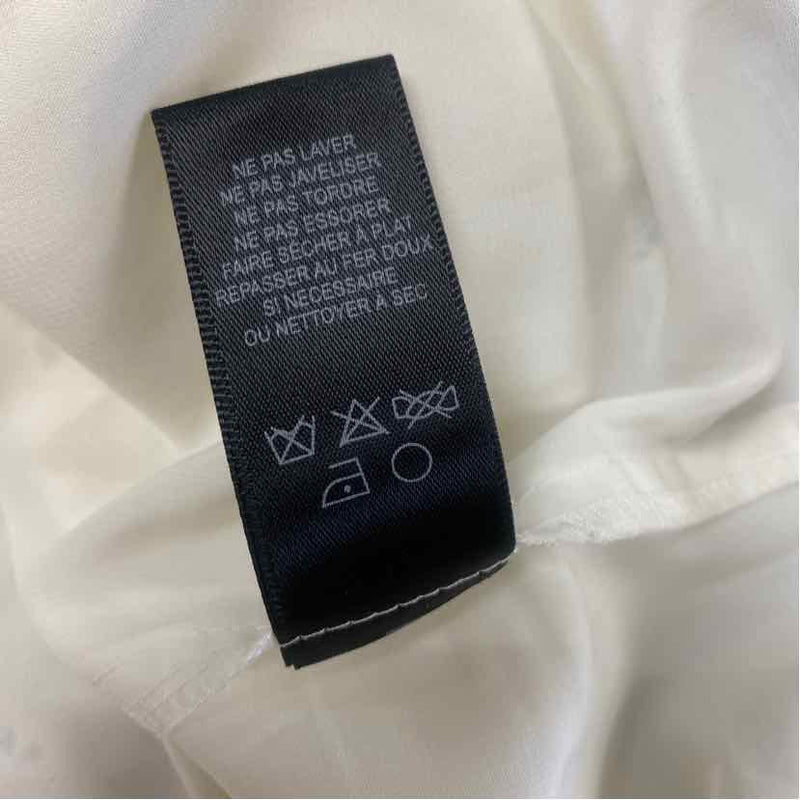 NE PAS LAVER
NE PAS JAVELISER
NE PAS TORDRE
NE PAS ESSORER
FAIRE SÉCHER À PLAT
REPASSER AU FER DOUX
SI NECESSAIRE
OU NETTOYER A SEC